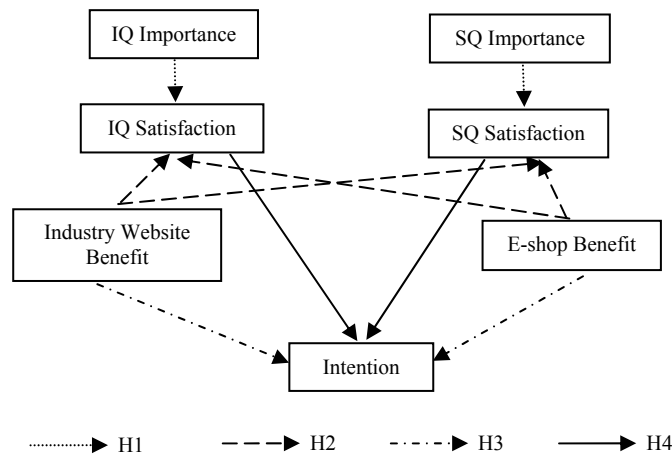 IQ Importance
SQ Importance
IQ Satisfaction
SQ Satisfaction
Industry Website
Benefit
E-shop Benefit
Intention
H1
H2
H3
H4